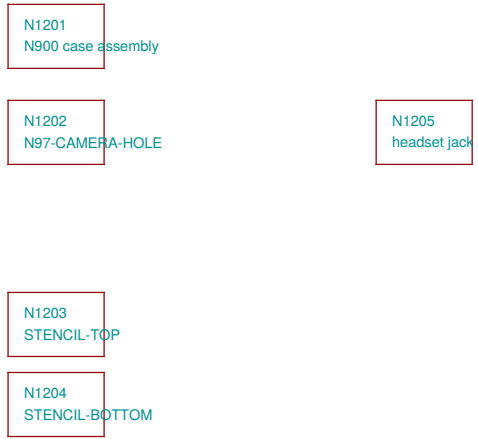 N1201
N900 case assembly
N1202
N97-CAMERA-HOLE
N1205
headset jack
N1203
STENCIL-TOP
N1204
STENCIL-BOTTOM